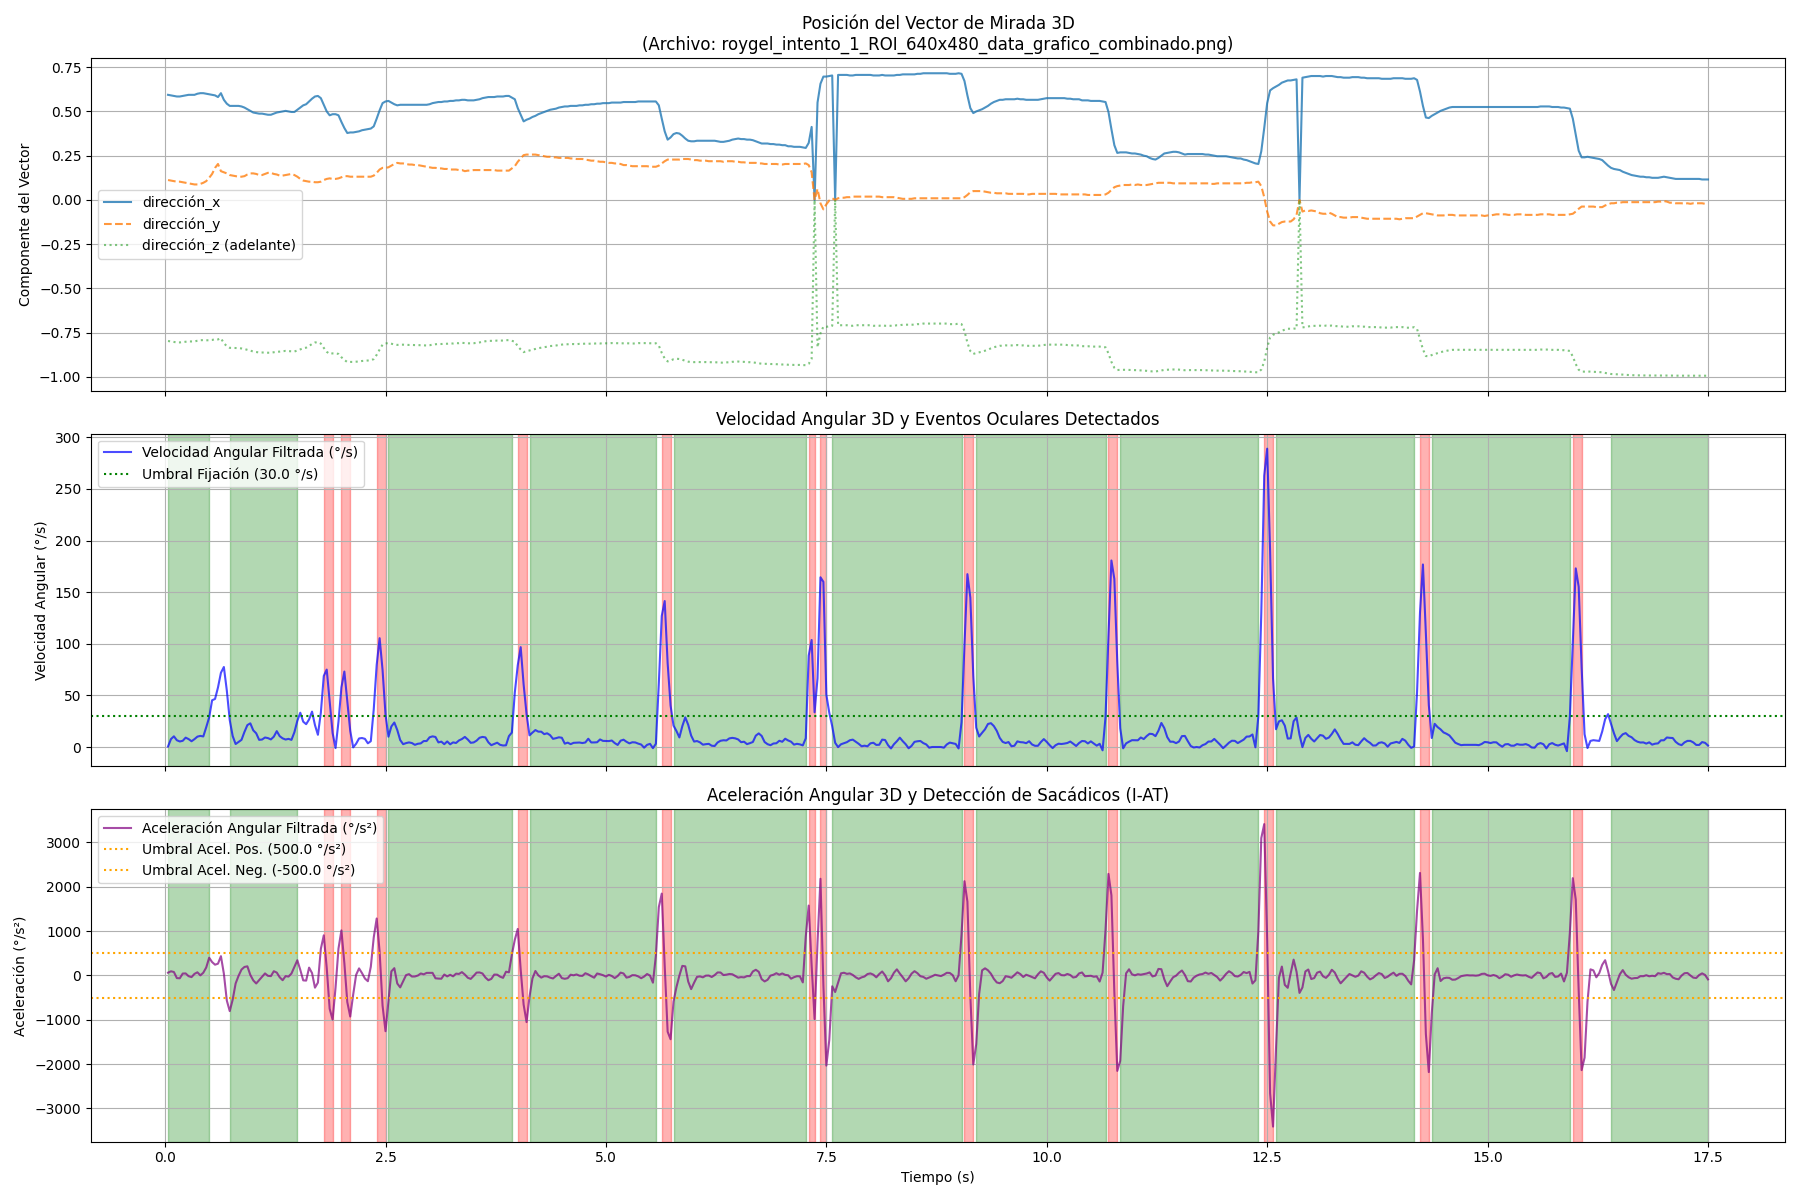 Posición del Vector de Mirada 3D
(Archivo: roygel_intento_1_ROI_640x480_data_grafico_combinado.png)
Componente del Vector
0.75
0.50
0.25
0.00
−0.25
−0.50
−0.75
−1.00
dirección_x
dirección_y
dirección_z (adelante)
Velocidad Angular 3D y Eventos Oculares Detectados
Velocidad Angular (°/s)
300
250
200
150
100
50
0
Velocidad Angular Filtrada (°/s)
Umbral Fijación (30.0 °/s)
Aceleración Angular 3D y Detección de Sacádicos (I-AT)
Aceleración (°/s²)
3000
2000
1000
0
−1000
−2000
−3000
Aceleración Angular Filtrada (°/s²)
Umbral Acel. Pos. (500.0 °/s²)
Umbral Acel. Neg. (-500.0 °/s²)
0.0 2.5 5.0 7.5 10.0 12.5 15.0 17.5
Tiempo (s)